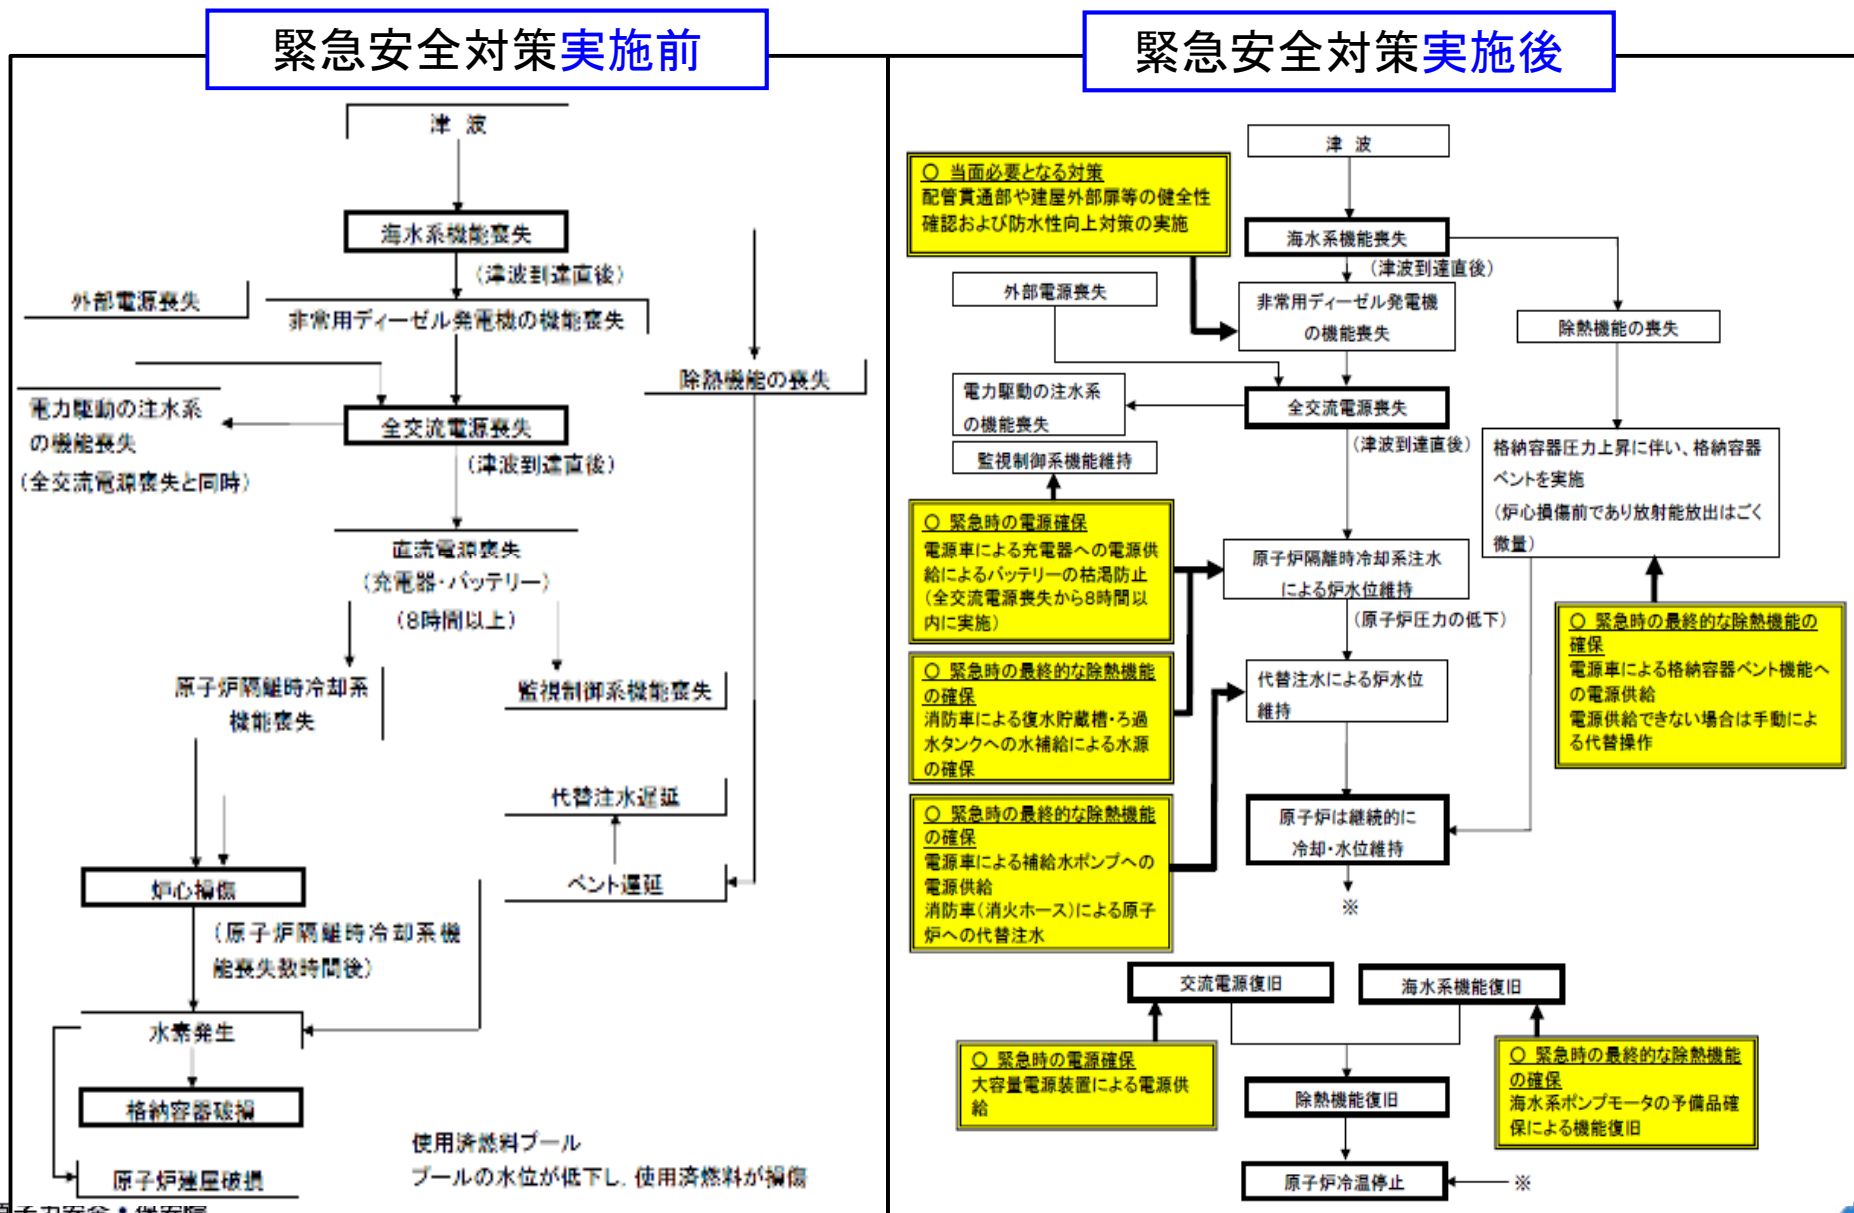 緊急安全対策実施前
津 波
海水系機能喪失
(津波到達直後)
外部電源喪失
非常用ディーゼル発電機の機能喪失
除熱機能の喪失
電力駆動の注水系
の機能喪失
(全交流電源喪失と同時)
全交流電源喪失
(津波到達直後)
直流電源喪失
(充電器・バッテリー)
(8時間以上)
原子炉隔離時冷却系
機能喪失
監視制御系機能喪失
代替注水遅延
ベント遅延
炉心損傷
(原子炉隔離時冷却系機
能喪失数時間後)
水素発生
格納容器破損
原子炉建屋破損
使用済燃料プール
プールの水位が低下し、使用済燃料が損傷
原子力安全・保安院
緊急安全対策実施後
津 波
○ 当面必要となる対策
配管貫通部や建屋外部扉等の健全性
確認および防水性向上対策の実施
海水系機能喪失
(津波到達直後)
外部電源喪失
非常用ディーゼル発電機
の機能喪失
除熱機能の喪失
電力駆動の注水系
の機能喪失
全交流電源喪失
(津波到達直後)
監視制御系機能維持
格納容器圧力上昇に伴い、格納容器
ベントを実施
(炉心損傷前であり放射能放出はごく
微量)
○ 緊急時の電源確保
電源車による充電器への電源供
給によるバッテリーの枯渇防止
(全交流電源喪失から8時間以
内に実施)
原子炉隔離時冷却系注水
による炉水位維持
(原子炉圧力の低下)
○ 緊急時の最終的な除熱機能の
確保
電源車による格納容器ベント機能へ
の電源供給
電源供給できない場合は手動によ
る代替操作
○ 緊急時の最終的な除熱機能
の確保
消防車による復水貯蔵槽・ろ過
水タンクへの水補給による水源
の確保
代替注水による炉水位
維持
○ 緊急時の最終的な除熱機能
の確保
電源車による補給水ポンプへの
電源供給
消防車(消火ホース)による原子
炉への代替注水
原子炉は継続的に
冷却・水位維持
※
交流電源復旧
海水系機能復旧
○ 緊急時の電源確保
大容量電源装置による電源供
給
○ 緊急時の最終的な除熱機能
の確保
海水系ポンプモータの予備品確
保による機能復旧
除熱機能復旧
原子炉冷温停止
※